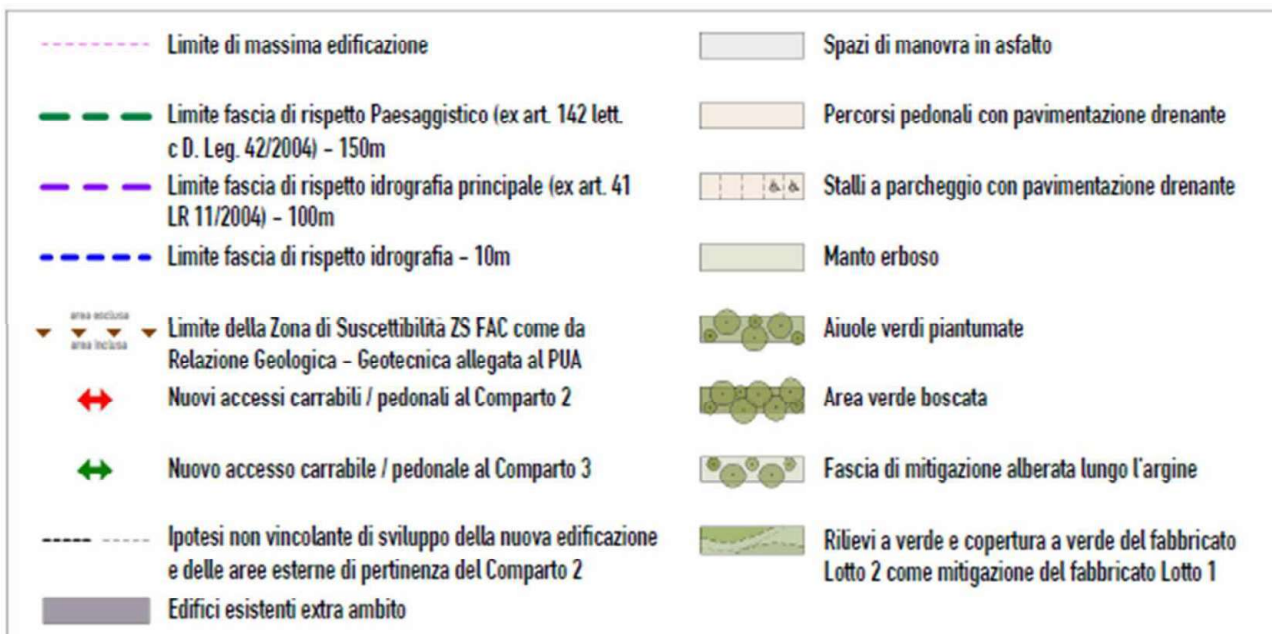 Limite di massima edificazione
Limite fascia di rispetto Paesaggistico (ex art. 142 lett.
c D. Leg. 42/2004) – 150m
Limite fascia di rispetto idrografia principale (ex art. 41
LR 11/2004) – 100m
Limite fascia di rispetto idrografia – 10m
area esclusa
area inclusa
Limite della Zona di Suscettibilità ZS FAC come da
Relazione Geologica – Geotecnica allegata al PUA
Nuovi accessi carrabili / pedonali al Comparto 2
Nuovo accesso carrabile / pedonale al Comparto 3
Ipotesi non vincolante di sviluppo della nuova edificazione
e delle aree esterne di pertinenza del Comparto 2
Edifici esistenti extra ambito
Spazi di manovra in asfalto
Percorsi pedonali con pavimentazione drenante
Stalli a parcheggio con pavimentazione drenante
Manto erboso
Aiuole verdi piantumate
Area verde boscata
Fascia di mitigazione alberata lungo l'argine
Rilievi a verde e copertura a verde del fabbricato
Lotto 2 come mitigazione del fabbricato Lotto 1